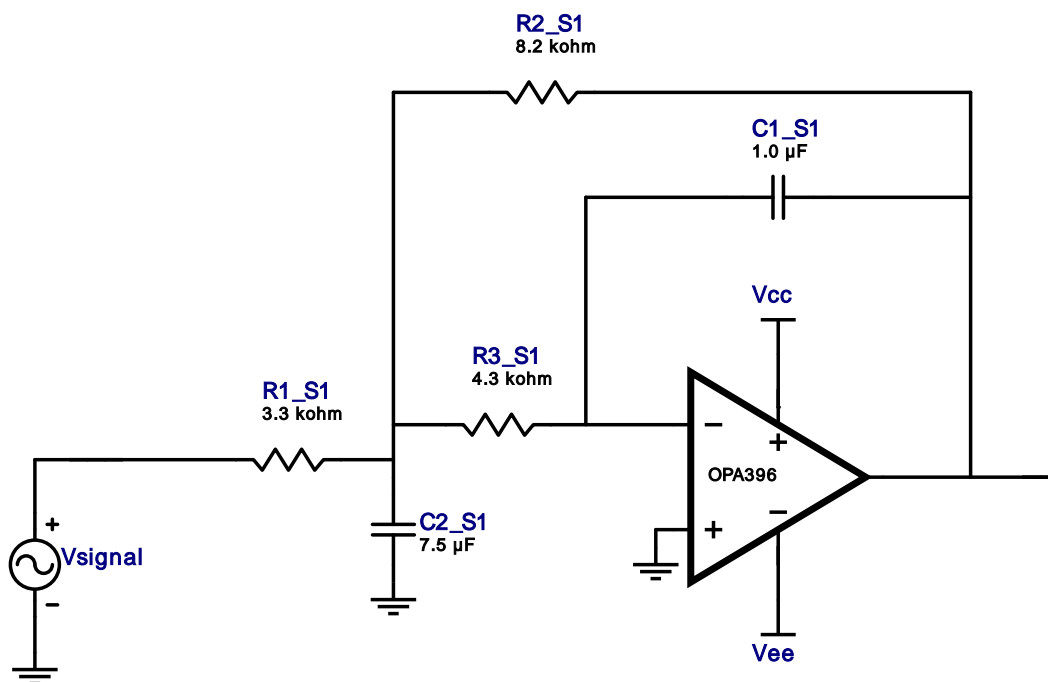 R2_S1
8.2 kohm
C1_S1
1.0 µF
Vcc
R3_S1
4.3 kohm
R1_S1
3.3 kohm
−
+
OPA396
−
+
C2_S1
7.5 µF
+
Vsignal
−
Vee